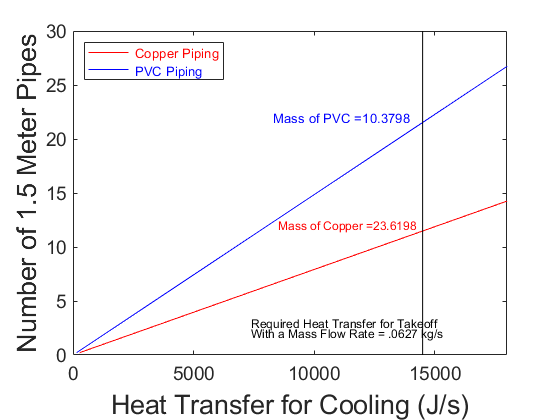 30
25
20
15
10
5
0
Number of 1.5 Meter Pipes
Copper Piping
PVC Piping
Mass of PVC =10.3798
Mass of Copper =23.6198
Required Heat Transfer for Takeoff
With a Mass Flow Rate = .0627 kg/s
0 5000 10000 15000
Heat Transfer for Cooling (J/s)